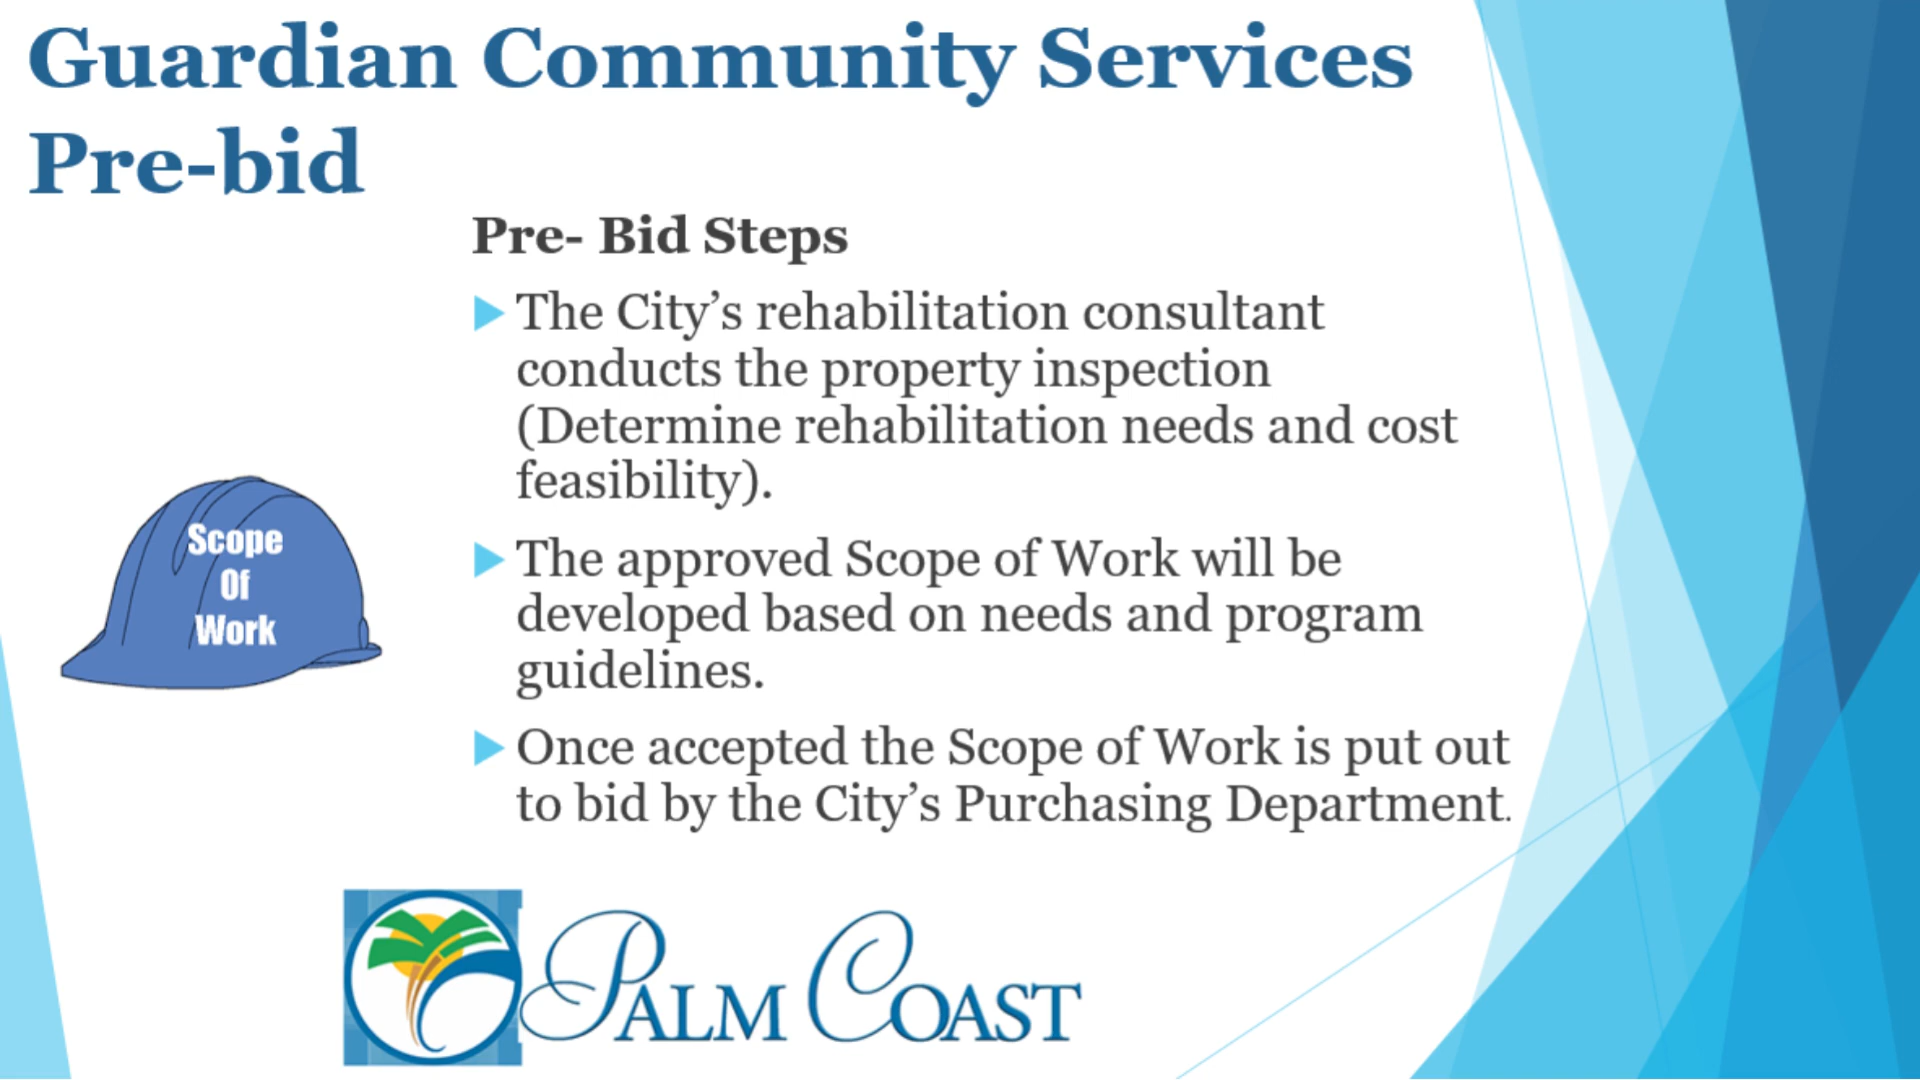 Guardian Community Services
Pre-bid
Pre- Bid Steps
The City’s rehabilitation consultant
conducts the property inspection
(Determine rehabilitation needs and cost
feasibility).
The approved Scope of Work will be
developed based on needs and program
guidelines.
Once accepted the Scope of Work is put out
to bid by the City’s Purchasing Department.
Scope
Of
Work
PALM COAST